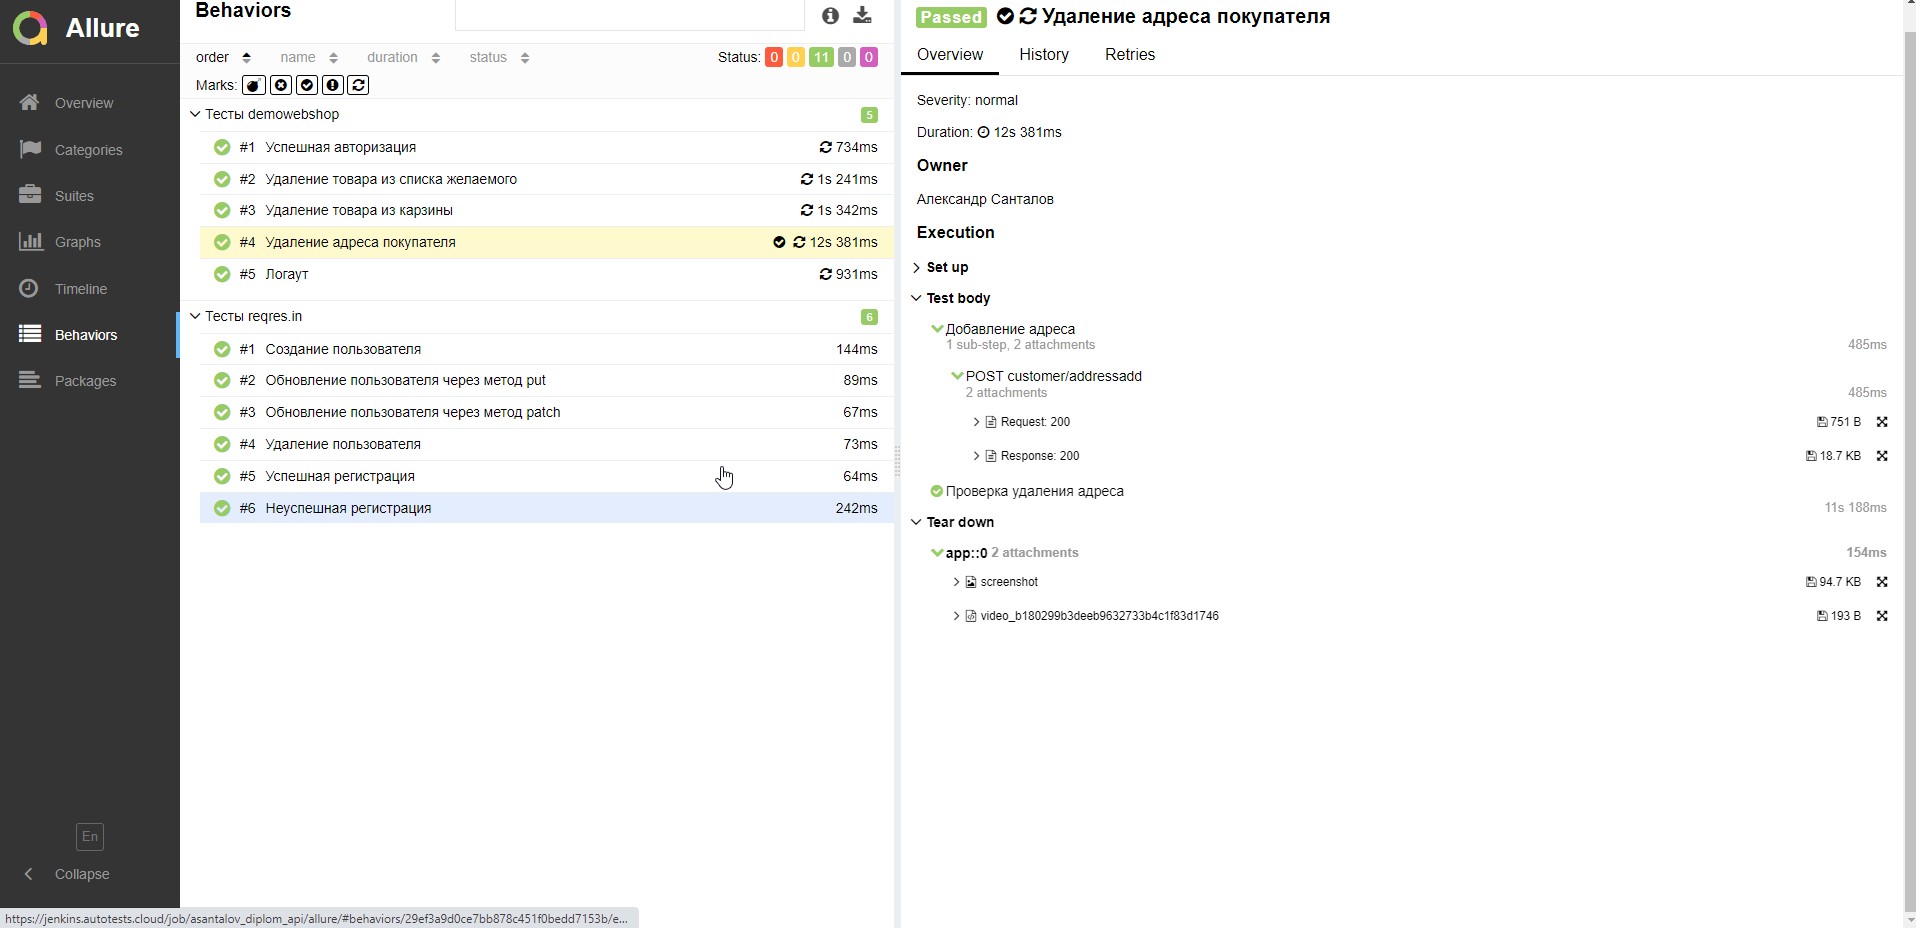 Allure
Overview
Categories
Suites
Graphs
Timeline
Behaviors
Packages
En
Collapse
Behaviors
order name duration status Status: 0 0 11 0 0
Marks:
Тесты demowebshop 5
#1 Успешная авторизация 734ms
#2 Удаление товара из списка желаемого 1s 241ms
#3 Удаление товара из карзины 1s 342ms
#4 Удаление адреса покупателя 12s 381ms
#5 Логаут 931ms
Тесты reqres.in 6
#1 Создание пользователя 144ms
#2 Обновление пользователя через метод put 89ms
#3 Обновление пользователя через метод patch 67ms
#4 Удаление пользователя 73ms
#5 Успешная регистрация 64ms
#6 Неуспешная регистрация 242ms
Passed Удаление адреса покупателя
Overview History Retries
Severity: normal
Duration: 12s 381ms
Owner
Александр Санталов
Execution
Set up
Test body
Добавление адреса
1 sub-step, 2 attachments 485ms
POST customer/addressadd
2 attachments 485ms
Request: 200 751 B
Response: 200 18.7 KB
Проверка удаления адреса
11s 188ms
Tear down
app::0 2 attachments 154ms
screenshot 94.7 KB
video_b180299b3deeb9632733b4c1f83d1746 193 B
https://jenkins.autotests.cloud/job/asantalov_diplom_api/allure/#behaviors/29ef3a9d0ce7bb878c451f0bedd7153b/e...